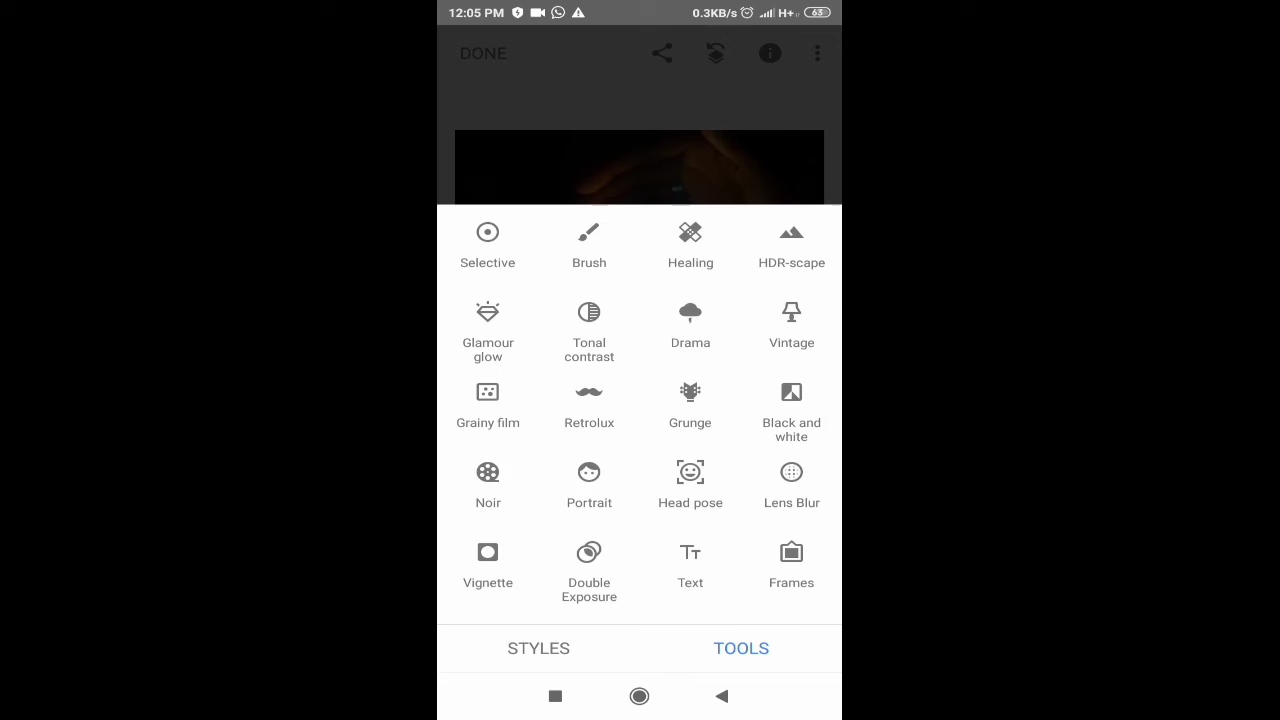 12:05 PM 0.3KB/s H+ 63
DONE
Selective Brush Healing HDR-scape
Glamour glow Tonal contrast Drama Vintage
Grainy film Retrolux Grunge Black and white
Noir Portrait Head pose Lens Blur
Vignette Double Exposure Text Frames
STYLES TOOLS